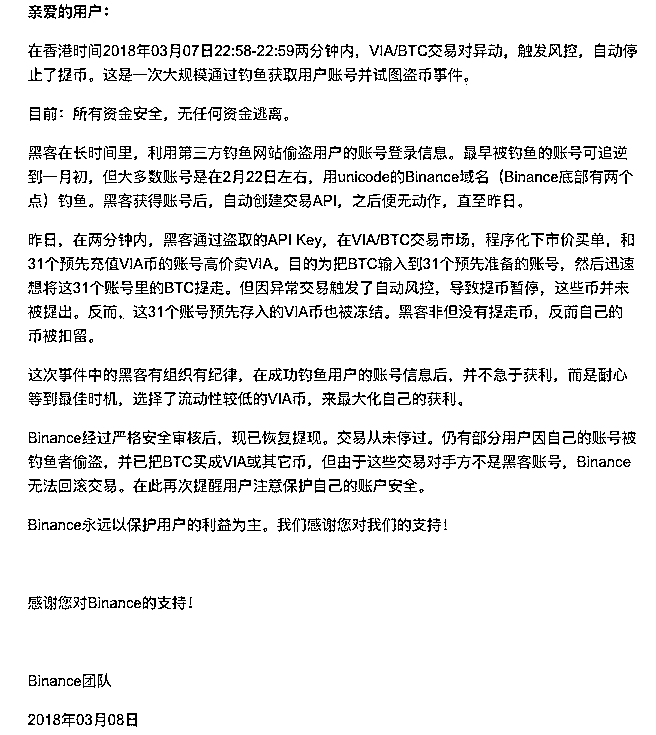 亲爱的用户：
在香港时间2018年03月07日22:58-22:59两分钟内，VIA/BTC交易对异动，触发风控，自动停
止了提币。这是一次大规模通过钓鱼获取用户账号并试图盗币事件。
目前：所有资金安全，无任何资金逃离。
黑客在长时间里，利用第三方钓鱼网站偷盗用户的账号登录信息。最早被钓鱼的账号可追逆
到一月初，但大多数账号是在2月22日左右，用unicode的Binance域名（Binance底部有两个
点）钓鱼。黑客获得账号后，自动创建交易API，之后便无动作，直至昨日。
昨日，在两分钟内，黑客通过盗取的API Key，在VIA/BTC交易市场，程序化下市价买单，和
31个预先充值VIA币的账号高价卖VIA。目的为把BTC输入到31个预先准备的账号，然后迅速
想将这31个账号里的BTC提走。但因异常交易触发了自动风控，导致提币暂停，这些币并未
被提出。反而，这31个账号预先存入的VIA币也被冻结。黑客非但没有提走币，反而自己的
币被扣留。
这次事件中的黑客有组织有纪律，在成功钓鱼用户的账号信息后，并不急于获利，而是耐心
等到最佳时机，选择了流动性较低的VIA币，来最大化自己的获利。
Binance经过严格安全审核后，现已恢复提现。交易从未停过。仍有部分用户因自己的账号被
钓鱼者偷盗，并已把BTC买成VIA或其它币，但由于这些交易对手方不是黑客账号，Binance
无法回滚交易。在此再次提醒用户注意保护自己的账户安全。
Binance永远以保护用户的利益为主。我们感谢您对我们的支持！
感谢您对Binance的支持！
Binance团队
2018年03月08日